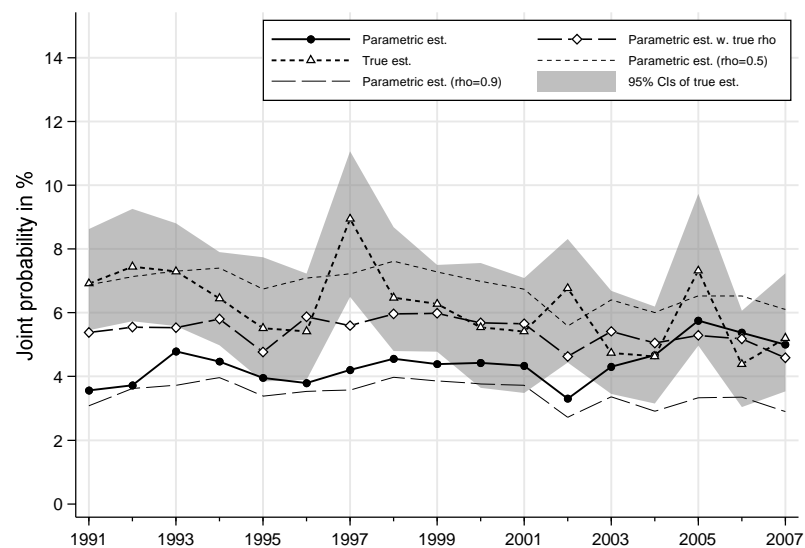 Parametric est.
Parametric est. w. true rho
True est.
Parametric est. (rho=0.5)
Parametric est. (rho=0.9)
95% CIs of true est.
Joint probability in %
14
12
10
8
6
4
2
0
1991 1993 1995 1997 1999 2001 2003 2005 2007